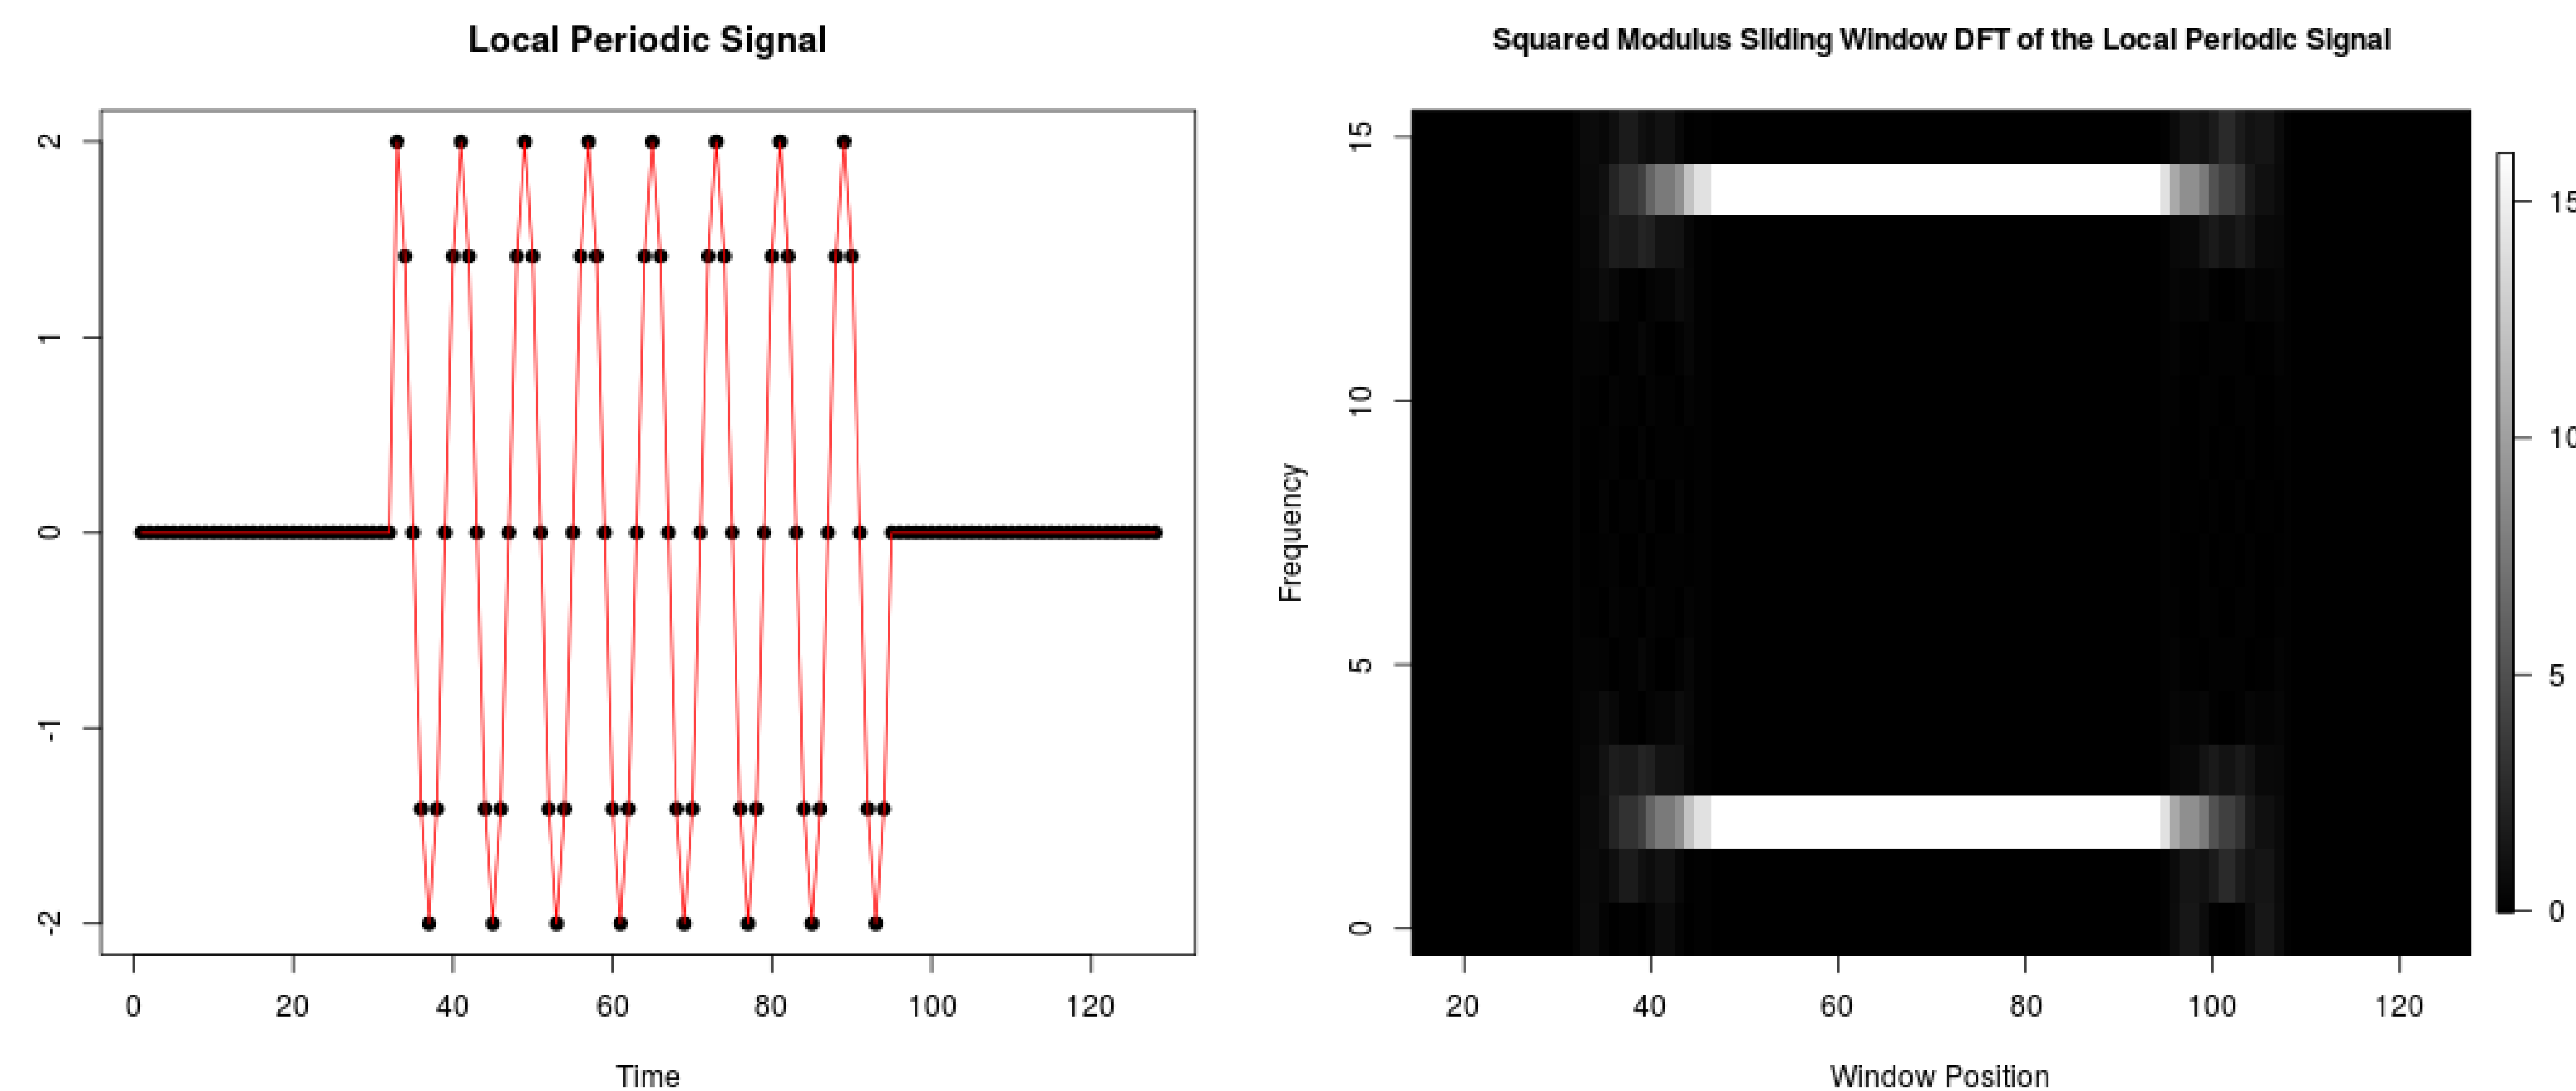 Local Periodic Signal
2
1
0
-1
-2
0 20 40 60 80 100 120
Time
Squared Modulus Sliding Window DFT of the Local Periodic Signal
15
10
5
0
Frequency
20 40 60 80 100 120
Window Position
15
10
5
0